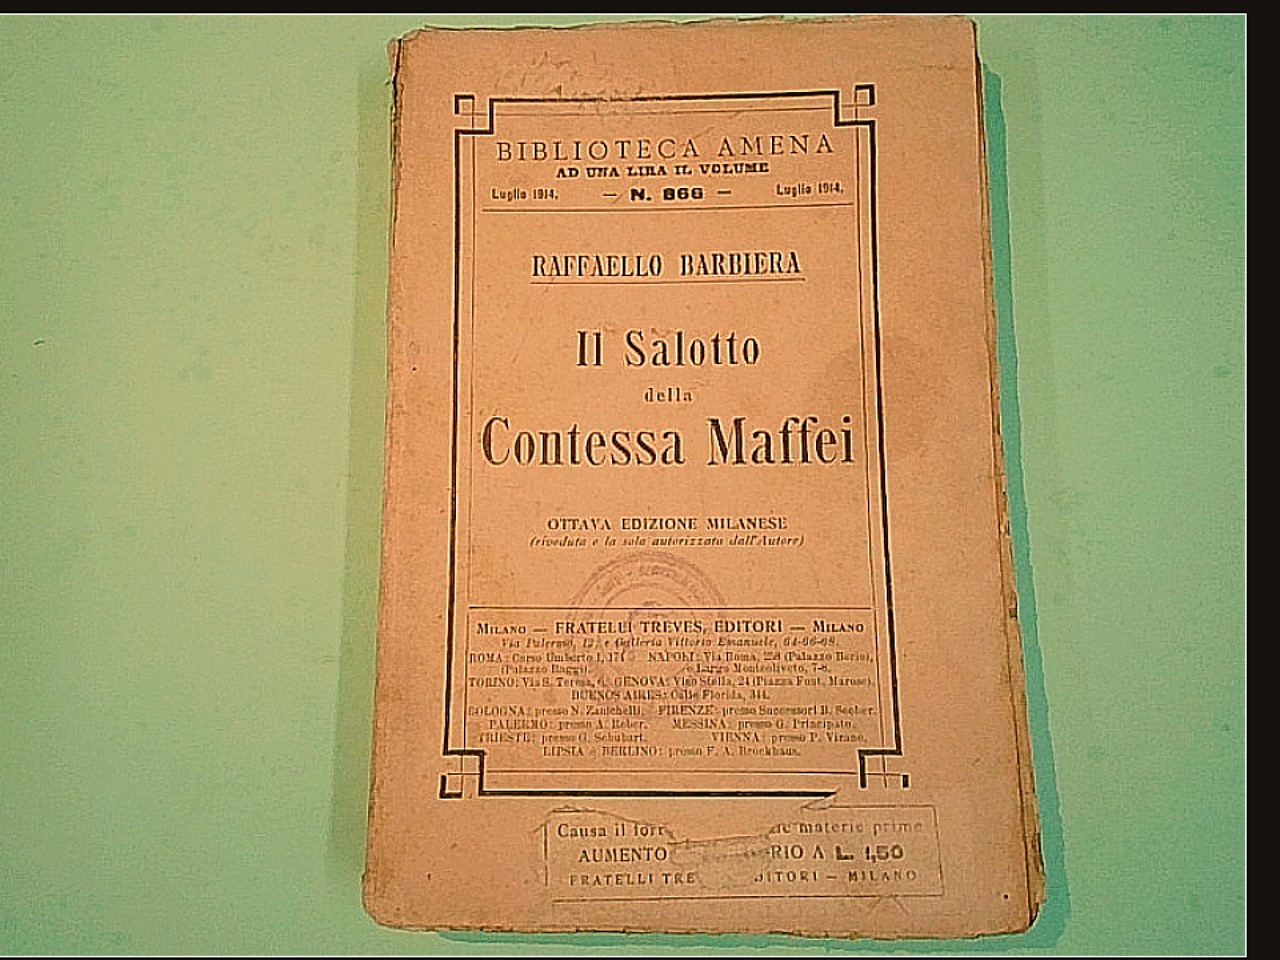 BIBLIOTECA AMENA
AD UNA LIRA IL VOLUME
Luglio 1914. — N. 866 — Luglio 1914.
RAFFAELLO BARBIERA
Il Salotto
della
Contessa Maffei
OTTAVA EDIZIONE MILANESE
(riveduta e la sola autorizzata dall'Autore)
MILANO — FRATELLI TREVES, EDITORI — MILANO
Via Palermo, 12; e Galleria Vittorio Emanuele, 64-66-68.
ROMA: Corso Umberto I, 174 NAPOLI: Via Roma, 258 (Palazzo Berio),
(Palazzo Raggi). o Largo Monteoliveto, 7-8.
TORINO: Via S. Teresa, GENOVA: Vico Stella, 24 (Piazza Font. Marose).
BUENOS AIRES: Calle Florida, 344.
BOLOGNA: presso N. Zanichelli. FIRENZE: presso Successori B. Seeber.
PALERMO: presso A. Reber. MESSINA: presso G. Principato.
TRIESTE: presso G. Schubart. VIENNA: presso P. Virano.
LIPSIA e BERLINO: presso F. A. Brockhaus.
Causa il materie prime
AUMENTO RIO A L. 1,50
FRATELLI TRE DITORI — MILANO